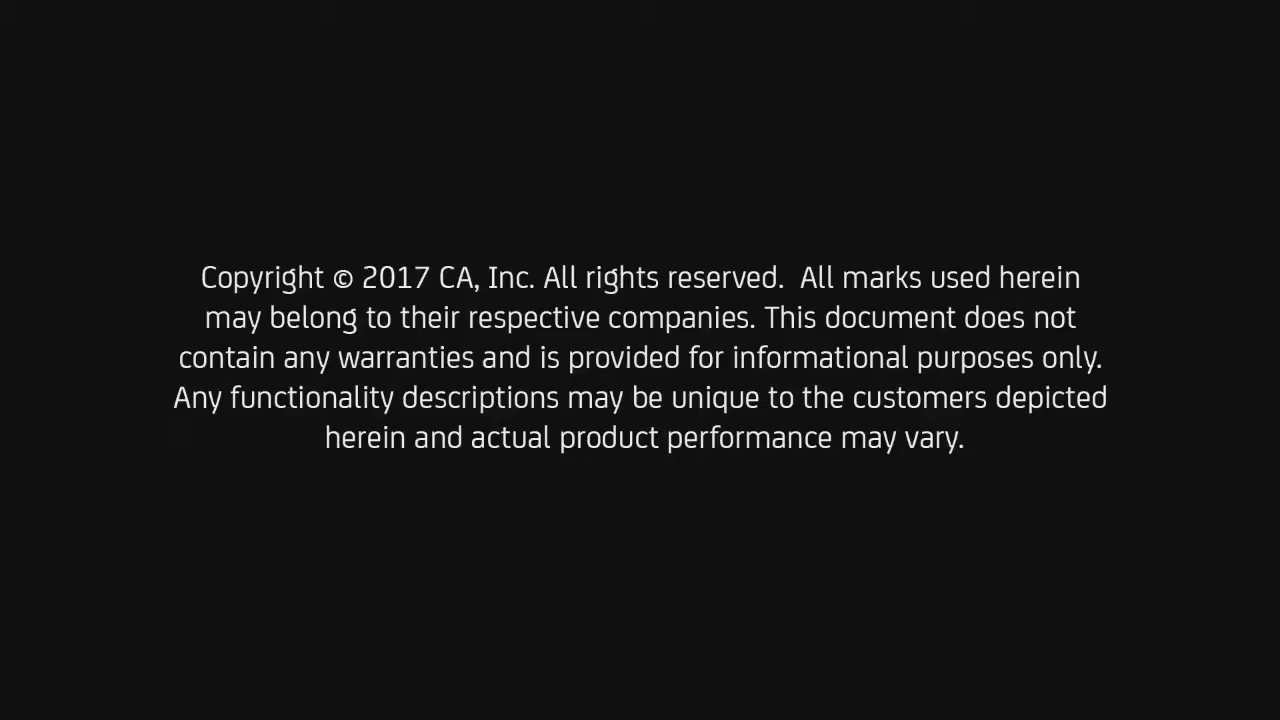 Copyright © 2017 CA, Inc. All rights reserved.  All marks used herein
may belong to their respective companies. This document does not
contain any warranties and is provided for informational purposes only.
Any functionality descriptions may be unique to the customers depicted
herein and actual product performance may vary.